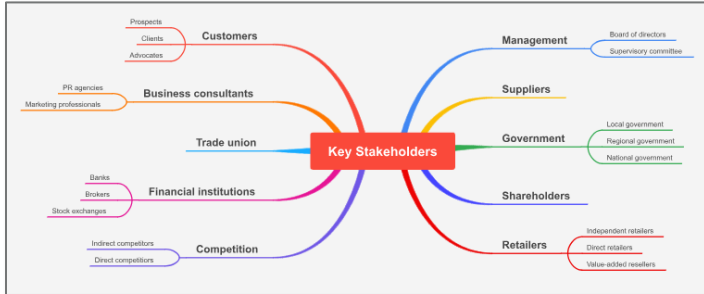 Key Stakeholders
Customers
Prospects
Clients
Advocates
Business consultants
PR agencies
Marketing professionals
Trade union
Financial institutions
Banks
Brokers
Stock exchanges
Competition
Indirect competitors
Direct competitiors
Management
Board of directors
Supervisory committee
Suppliers
Government
Local government
Regional government
National government
Shareholders
Retailers
Independent retailers
Direct retailers
Value-added resellers